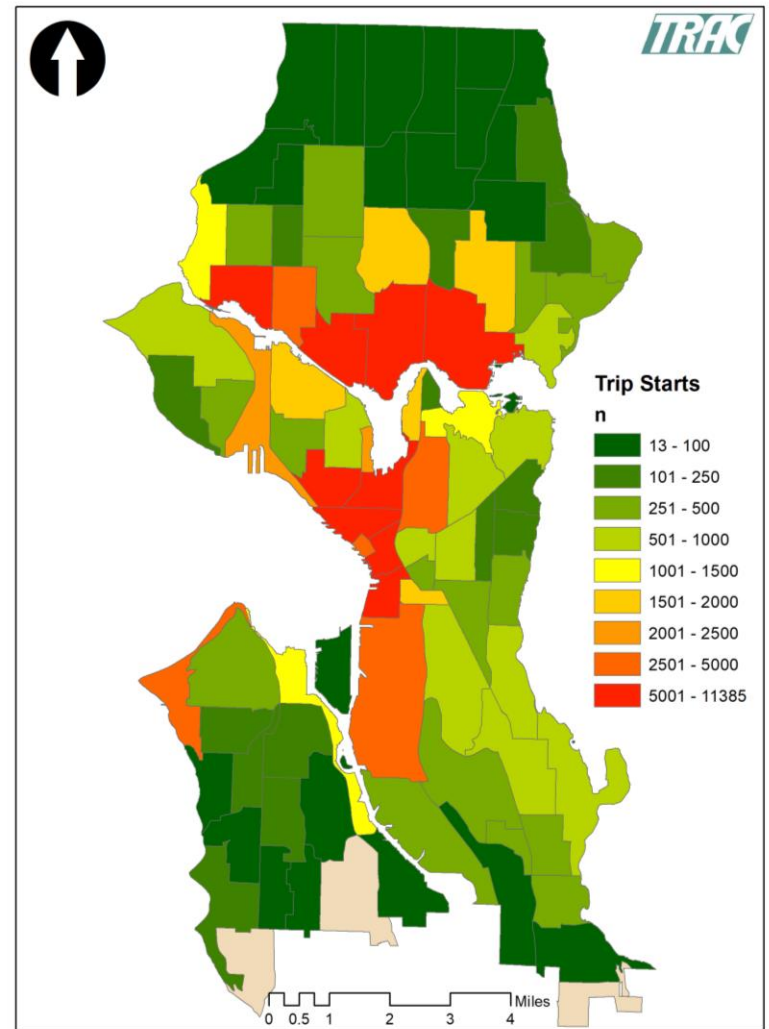 TRAC
Trip Starts
n
13 - 100
101 - 250
251 - 500
501 - 1000
1001 - 1500
1501 - 2000
2001 - 2500
2501 - 5000
5001 - 11385
Miles
0 0.5 1 2 3 4